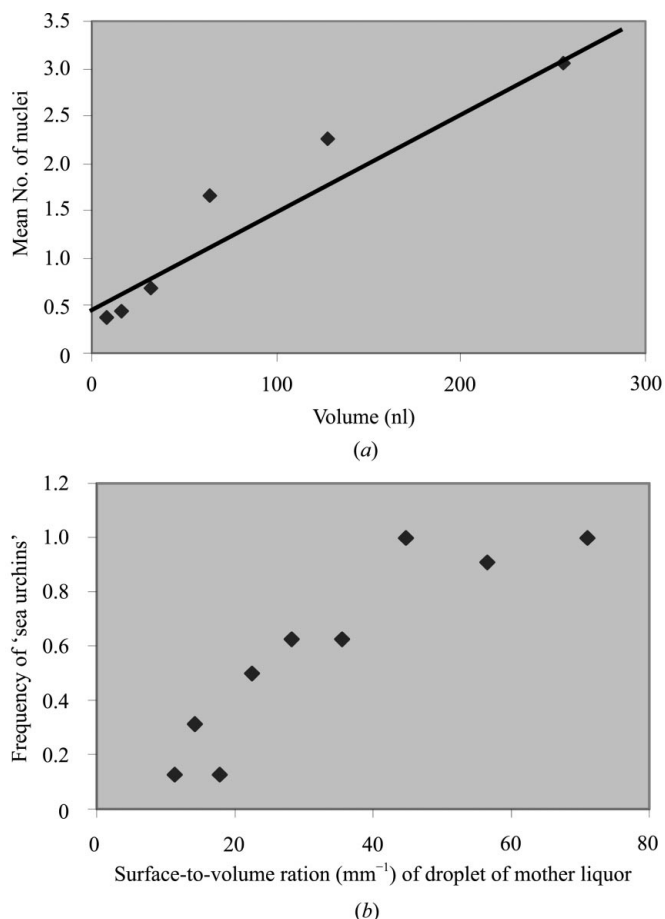 3.5
3.0
2.5
2.0
1.5
1.0
0.5
0
Mean No. of nuclei
0 100 200 300
Volume (nl)
(a)
1.2
1.0
0.8
0.6
0.4
0.2
0
Frequency of ‘sea urchins’
0 20 40 60 80
Surface-to-volume ration (mm−1) of droplet of mother liquor
(b)